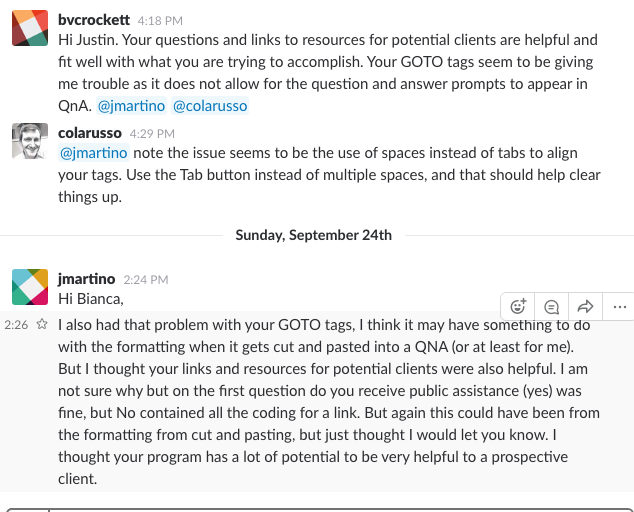 bvcrockett 4:18 PM
Hi Justin. Your questions and links to resources for potential clients are helpful and
fit well with what you are trying to accomplish. Your GOTO tags seem to be giving
me trouble as it does not allow for the question and answer prompts to appear in
QnA. @jmartino @colarusso
colarusso 4:29 PM
@jmartino note the issue seems to be the use of spaces instead of tabs to align
your tags. Use the Tab button instead of multiple spaces, and that should help clear
things up.
Sunday, September 24th
jmartino 2:24 PM
Hi Bianca,
2:26 I also had that problem with your GOTO tags, I think it may have something to do
with the formatting when it gets cut and pasted into a QNA (or at least for me).
But I thought your links and resources for potential clients were also helpful. I am
not sure why but on the first question do you receive public assistance (yes) was
fine, but No contained all the coding for a link. But again this could have been from
the formatting from cut and pasting, but just thought I would let you know. I
thought your program has a lot of potential to be very helpful to a prospective
client.